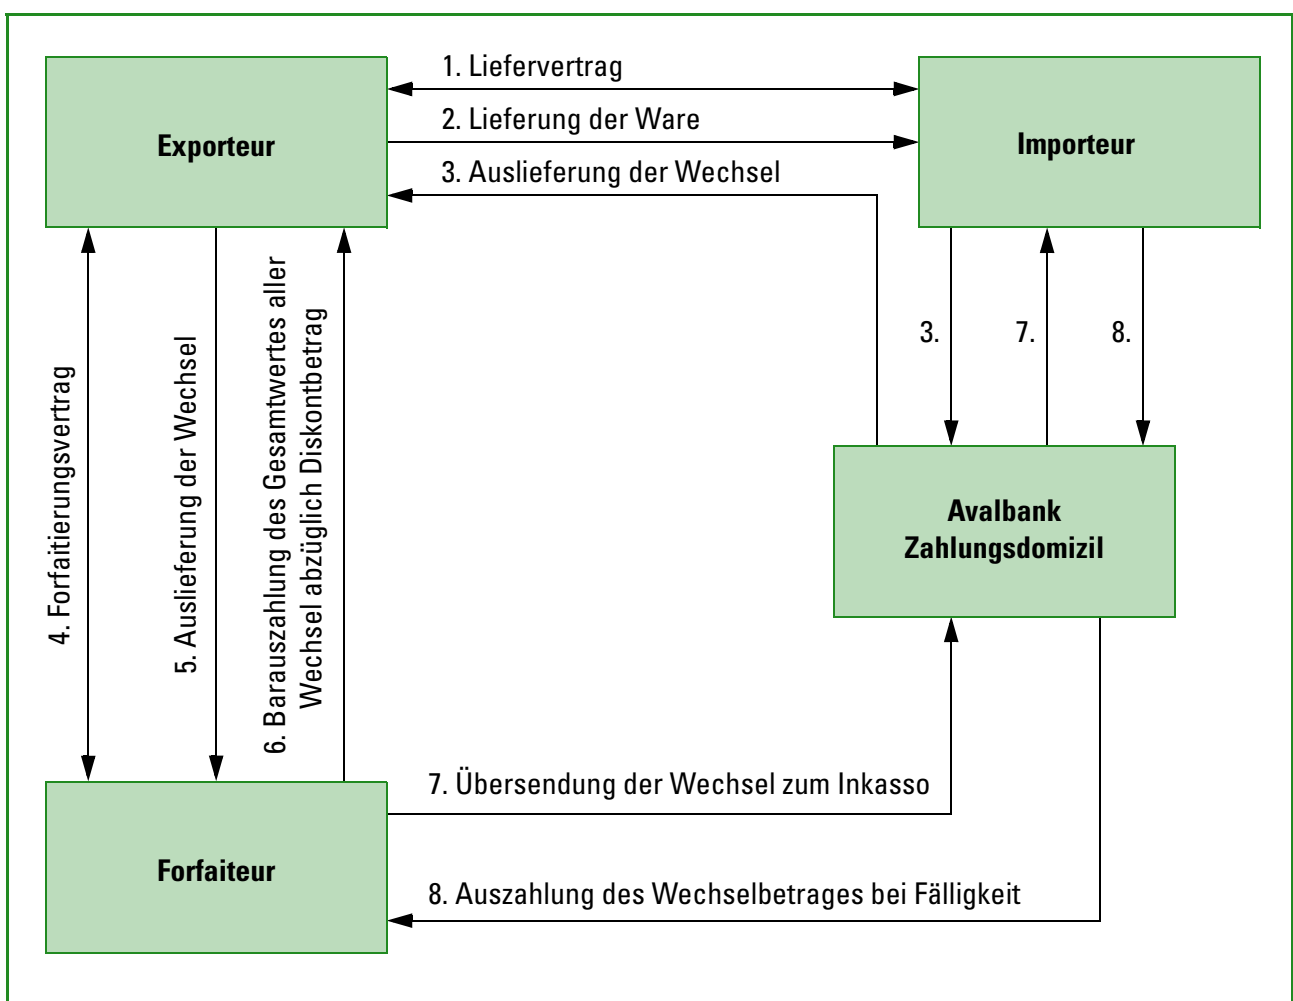 1. Liefervertrag
2. Lieferung der Ware
3. Auslieferung der Wechsel
Exporteur
Importeur
3.
7.
8.
4. Forfaitierungsvertrag
5. Auslieferung der Wechsel
6. Barauszahlung des Gesamtwertes aller
Wechsel abzüglich Diskontbetrag
Avalbank
Zahlungsdomizil
7. Übersendung der Wechsel zum Inkasso
Forfaiteur
8. Auszahlung des Wechselbetrages bei Fälligkeit